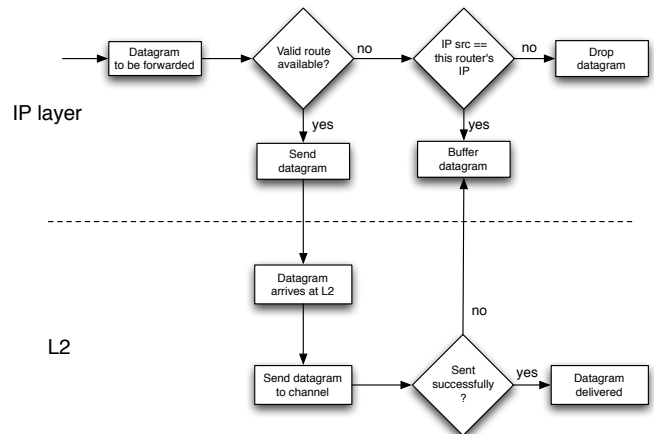 Datagram
to be forwarded
Valid route
available?
no
IP src ==
this router's
IP
no
Drop
datagram
IP layer
yes
yes
Send
datagram
Buffer
datagram
Datagram
arrives at L2
no
L2
Send datagram
to channel
Sent
successfully
?
yes
Datagram
delivered